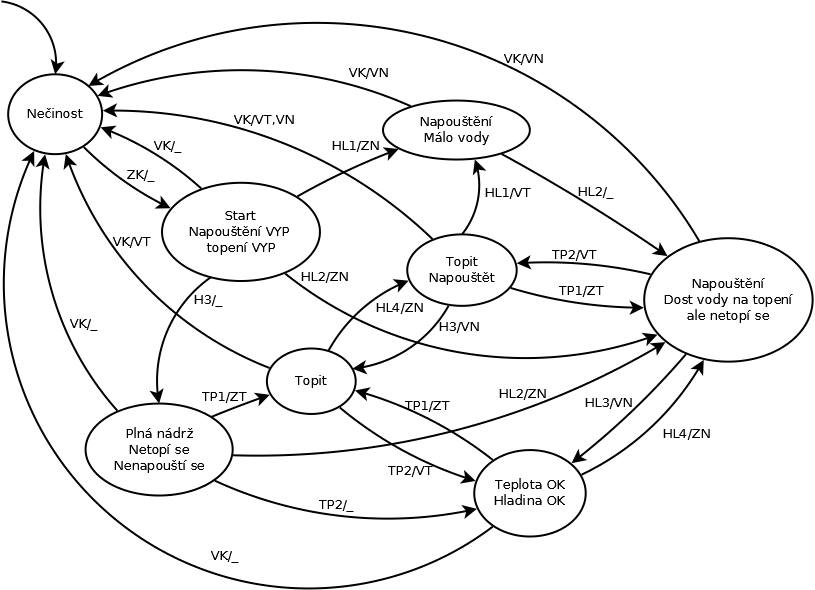 VK/VN
VK/VN
Nečinost
Napouštění
Málo vody
VK/VT,VN
VK/_
HL1/ZN
ZK/_
HL1/VT
HL2/_
Start
Napouštění VYP
topení VYP
VK/VT
TP2/VT
Topit
Napouštět
HL2/ZN
TP1/ZT
Napouštění
Dost vody na topení
ale netopí se
H3/_
HL4/ZN
VK/_
H3/VN
Topit
TP1/ZT
HL2/ZN
TP1/ZT
HL3/VN
Plná nádrž
Netopí se
Nenapouští se
HL4/ZN
TP2/VT
Teplota OK
Hladina OK
TP2/_
VK/_